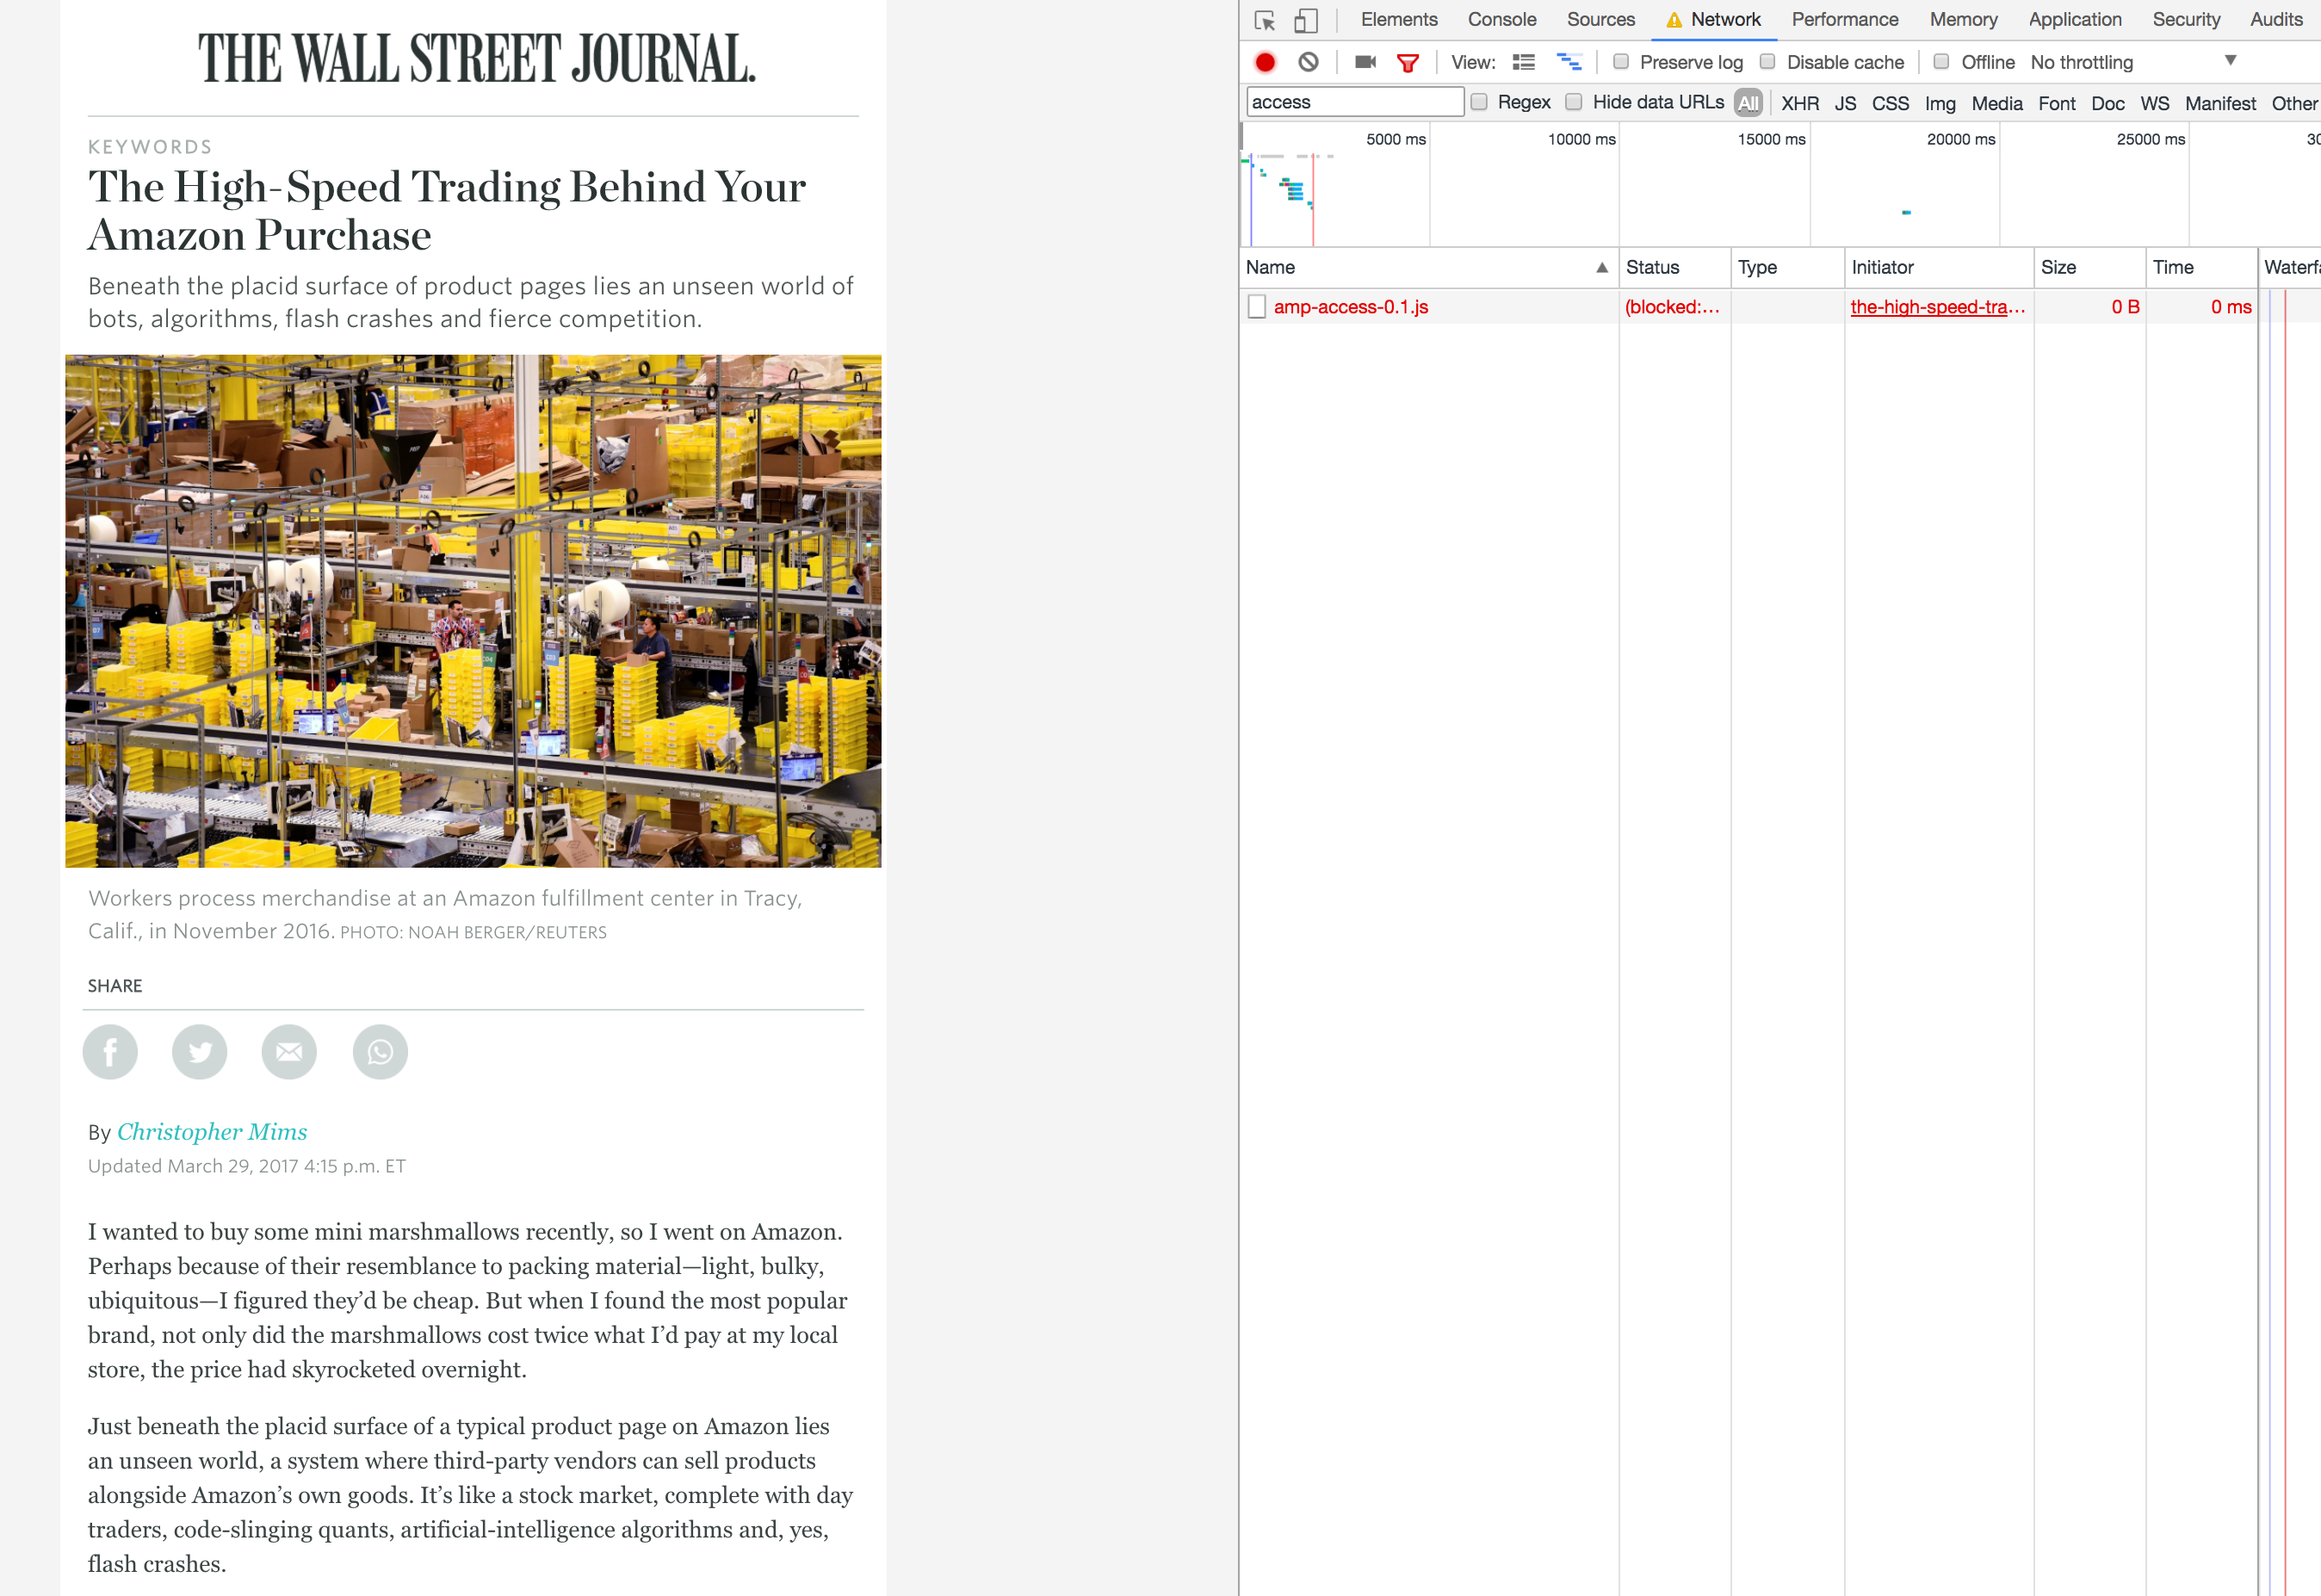 THE WALL STREET JOURNAL.
KEYWORDS
The High-Speed Trading Behind Your
Amazon Purchase
Beneath the placid surface of product pages lies an unseen world of
bots, algorithms, flash crashes and fierce competition.
Workers process merchandise at an Amazon fulfillment center in Tracy,
Calif., in November 2016. PHOTO: NOAH BERGER/REUTERS
SHARE
By Christopher Mims
Updated March 29, 2017 4:15 p.m. ET
I wanted to buy some mini marshmallows recently, so I went on Amazon.
Perhaps because of their resemblance to packing material—light, bulky,
ubiquitous—I figured they’d be cheap. But when I found the most popular
brand, not only did the marshmallows cost twice what I’d pay at my local
store, the price had skyrocketed overnight.
Just beneath the placid surface of a typical product page on Amazon lies
an unseen world, a system where third-party vendors can sell products
alongside Amazon’s own goods. It’s like a stock market, complete with day
traders, code-slinging quants, artificial-intelligence algorithms and, yes,
flash crashes.
Elements Console Sources Network Performance Memory Application Security Audits
View: Preserve log Disable cache Offline No throttling
access Regex Hide data URLs All XHR JS CSS Img Media Font Doc WS Manifest Other
5000 ms 10000 ms 15000 ms 20000 ms 25000 ms 30
Name Status Type Initiator Size Time Waterf
amp-access-0.1.js (blocked:... the-high-speed-tra... 0 B 0 ms